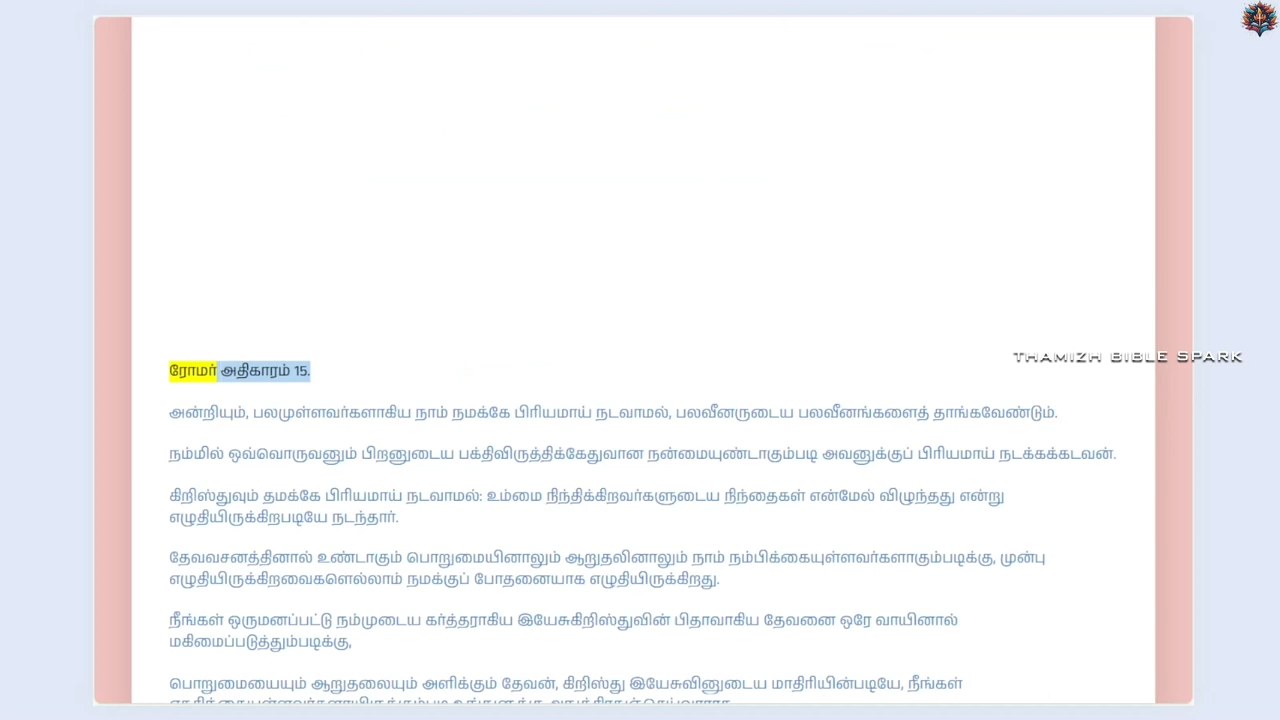 ரோமர் அதிகாரம் 15.
THAMIZH BIBLE SPARK
அன்றியும், பலமுள்ளவர்களாகிய நாம் நமக்கே பிரியமாய் நடவாமல், பலவீனருடைய பலவீனங்களைத் தாங்கவேண்டும்.
நம்மில் ஒவ்வொருவனும் பிறனுடைய பக்திவிருத்திக்கேதுவான நன்மையுண்டாகும்படி அவனுக்குப் பிரியமாய் நடக்கக்கடவன்.
கிறிஸ்துவும் தமக்கே பிரியமாய் நடவாமல்: உம்மை நிந்திக்கிறவர்களுடைய நிந்தைகள் என்மேல் விழுந்தது என்று
எழுதியிருக்கிறபடியே நடந்தார்.
தேவவசனத்தினால் உண்டாகும் பொறுமையினாலும் ஆறுதலினாலும் நாம் நம்பிக்கையுள்ளவர்களாகும்படிக்கு, முன்பு
எழுதியிருக்கிறவைகளெல்லாம் நமக்குப் போதனையாக எழுதியிருக்கிறது.
நீங்கள் ஒருமனப்பட்டு நம்முடைய கர்த்தராகிய இயேசுகிறிஸ்துவின் பிதாவாகிய தேவனை ஒரே வாயினால்
மகிமைப்படுத்தும்படிக்கு,
பொறுமையையும் ஆறுதலையும் அளிக்கும் தேவன், கிறிஸ்து இயேசுவினுடைய மாதிரியின்படியே, நீங்கள்